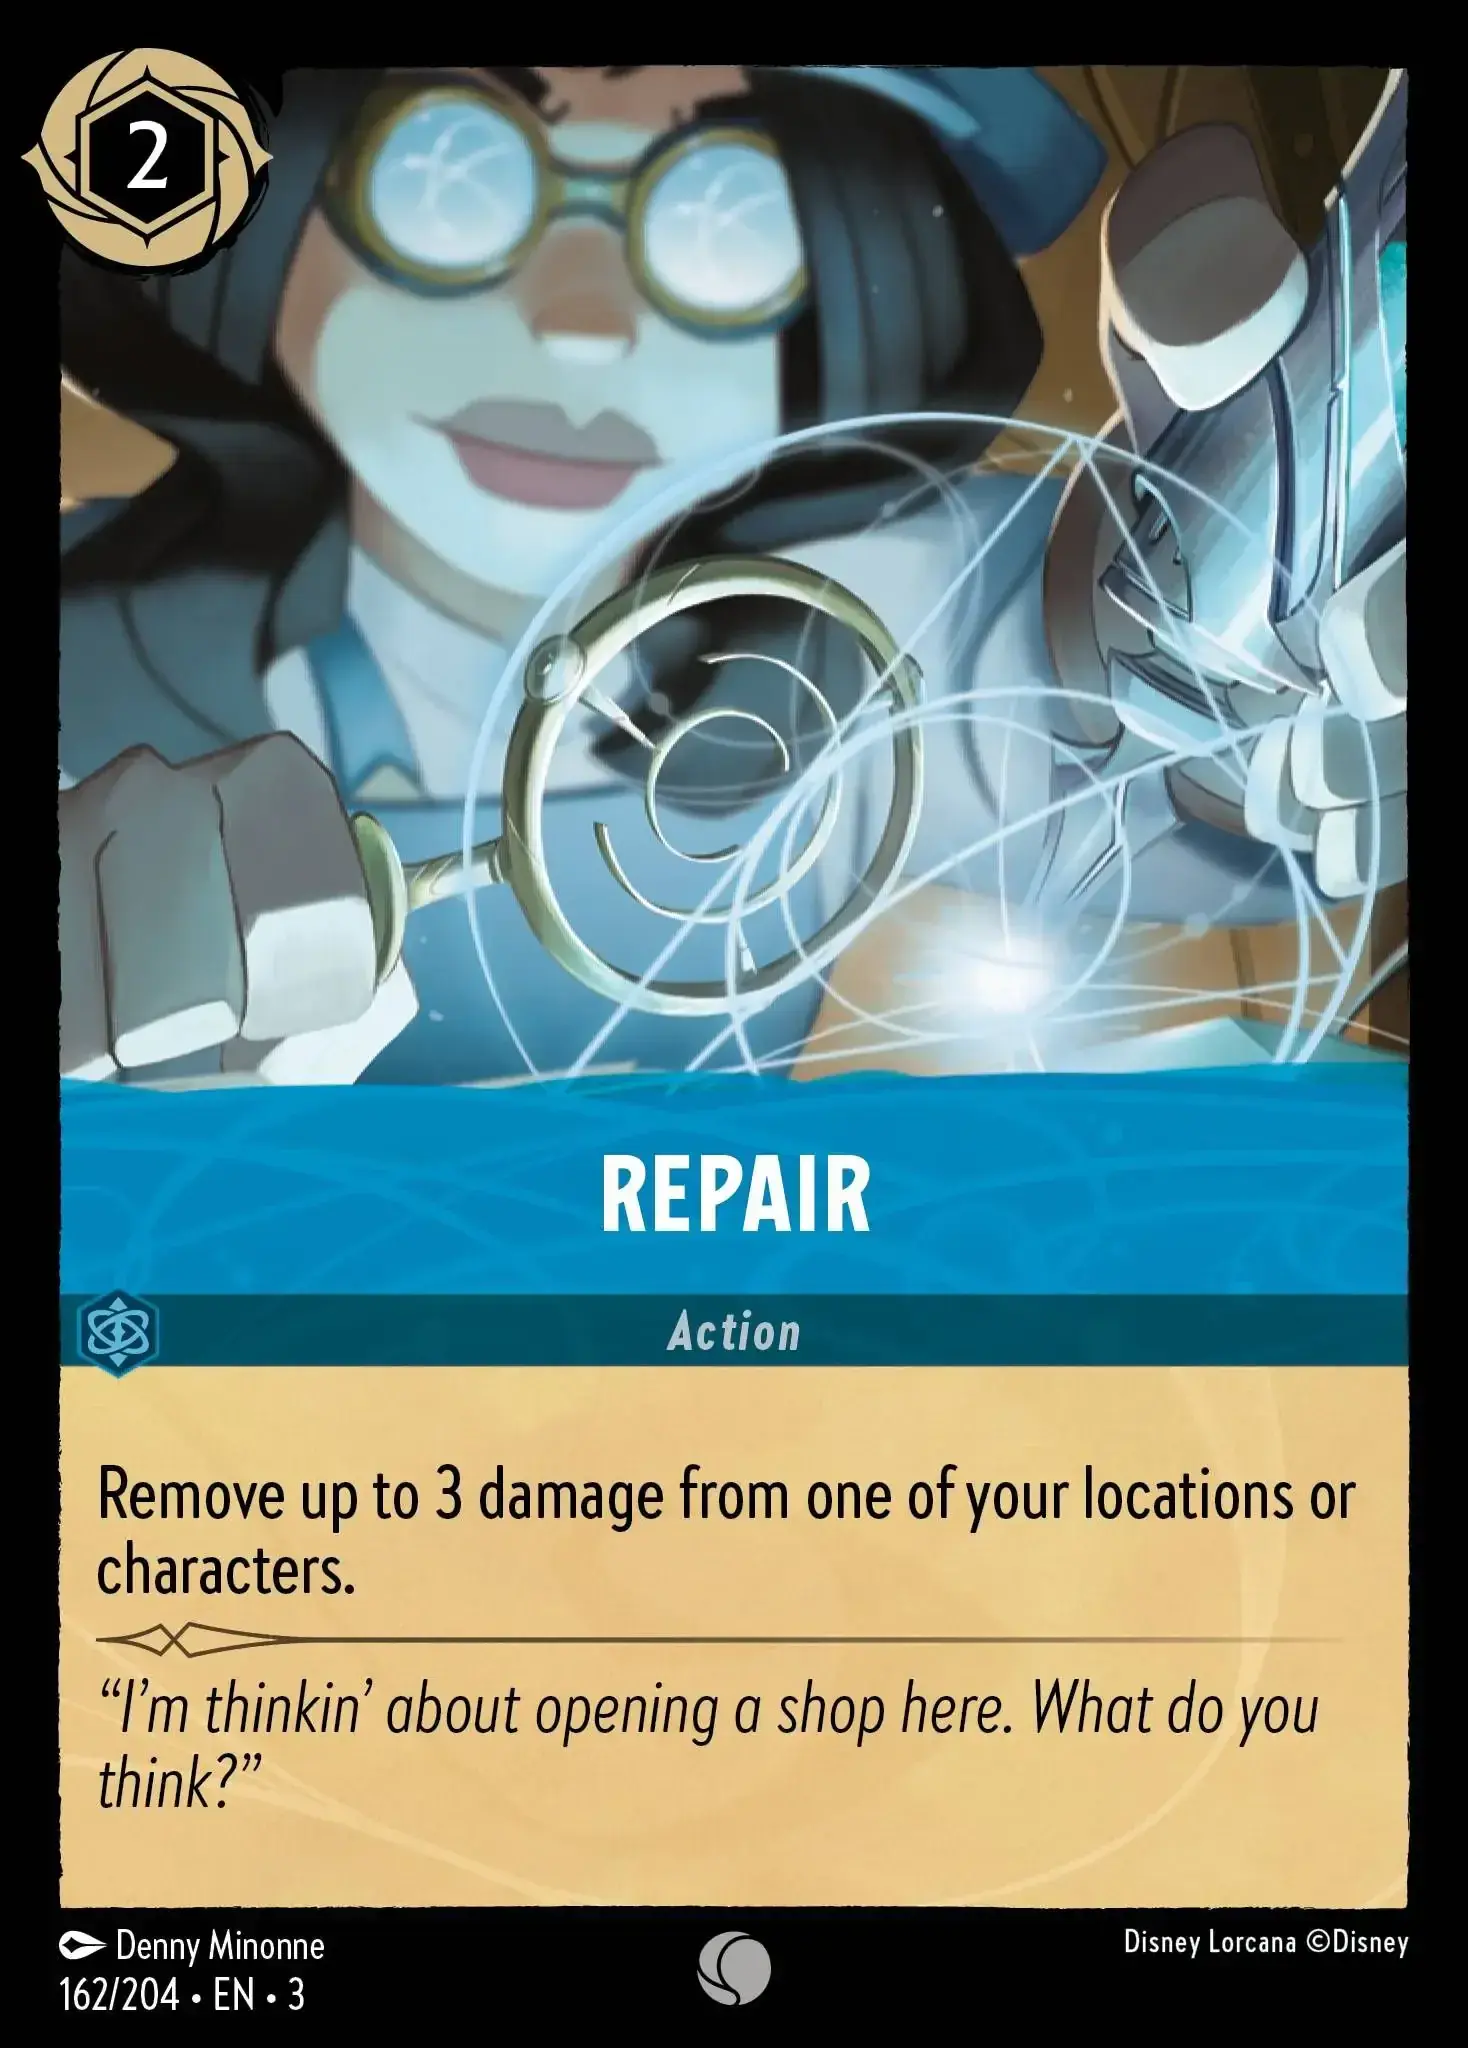 2
REPAIR
Action
Remove up to 3 damage from one of your locations or
characters.
“I’m thinkin’ about opening a shop here. What do you
think?”
Denny Minonne
Disney Lorcana ©Disney
162/204 • EN • 3